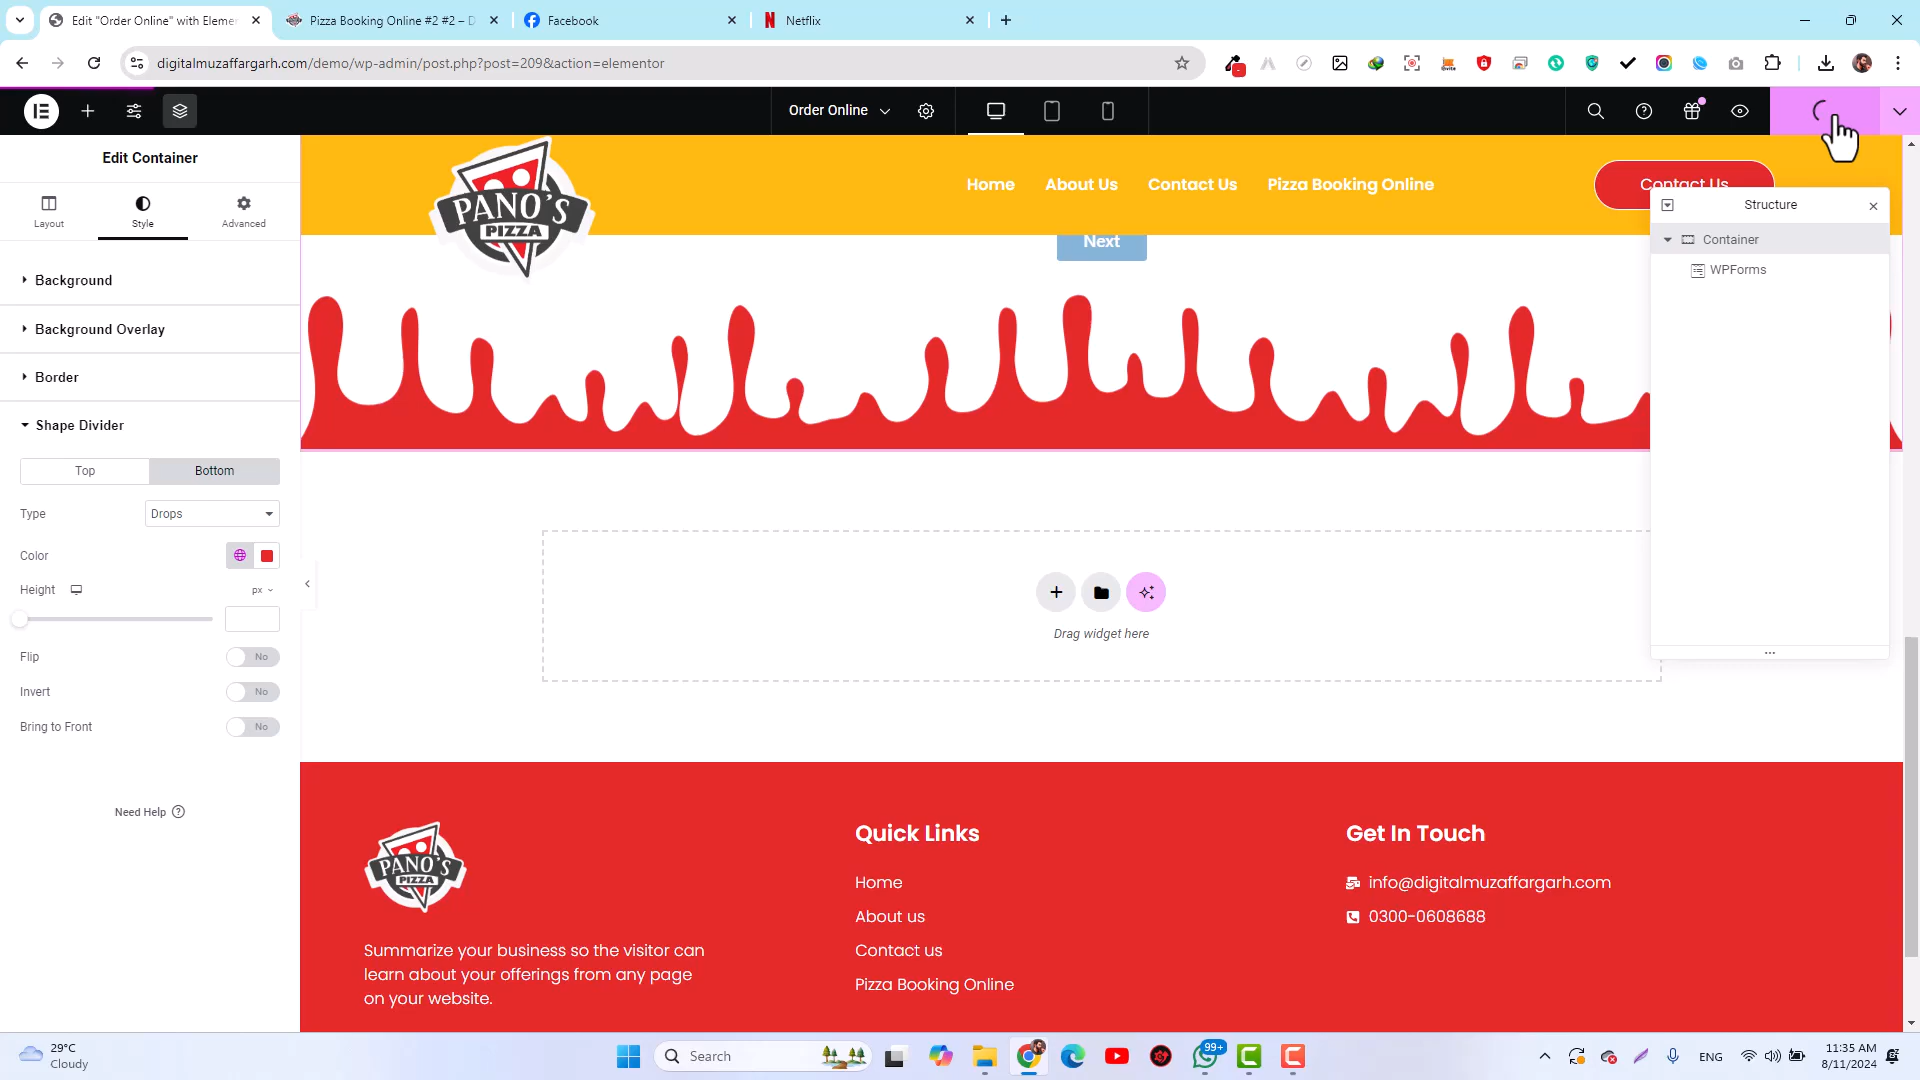 Edit "Order Online" with Elemen
Pizza Booking Online #2 #2 – D
Facebook
Netflix
digitalmuzaffargarh.com/demo/wp-admin/post.php?post=209&action=elementor
Order Online
Edit Container
Layout
Style
Advanced
Background
Background Overlay
Border
Shape Divider
Top
Bottom
Type
Drops
Color
Height
px
Flip
No
Invert
No
Bring to Front
No
Need Help
PANO'S
PIZZA
Home
About Us
Contact Us
Pizza Booking Online
Contact Us
Next
Structure
Container
WPForms
Drag widget here
PANO'S
PIZZA
Summarize your business so the visitor can
learn about your offerings from any page
on your website.
Quick Links
Home
About us
Contact us
Pizza Booking Online
Get In Touch
info@digitalmuzaffargarh.com
0300-0608688
29°C
Cloudy
Search
99+
ENG
11:35 AM
8/11/2024